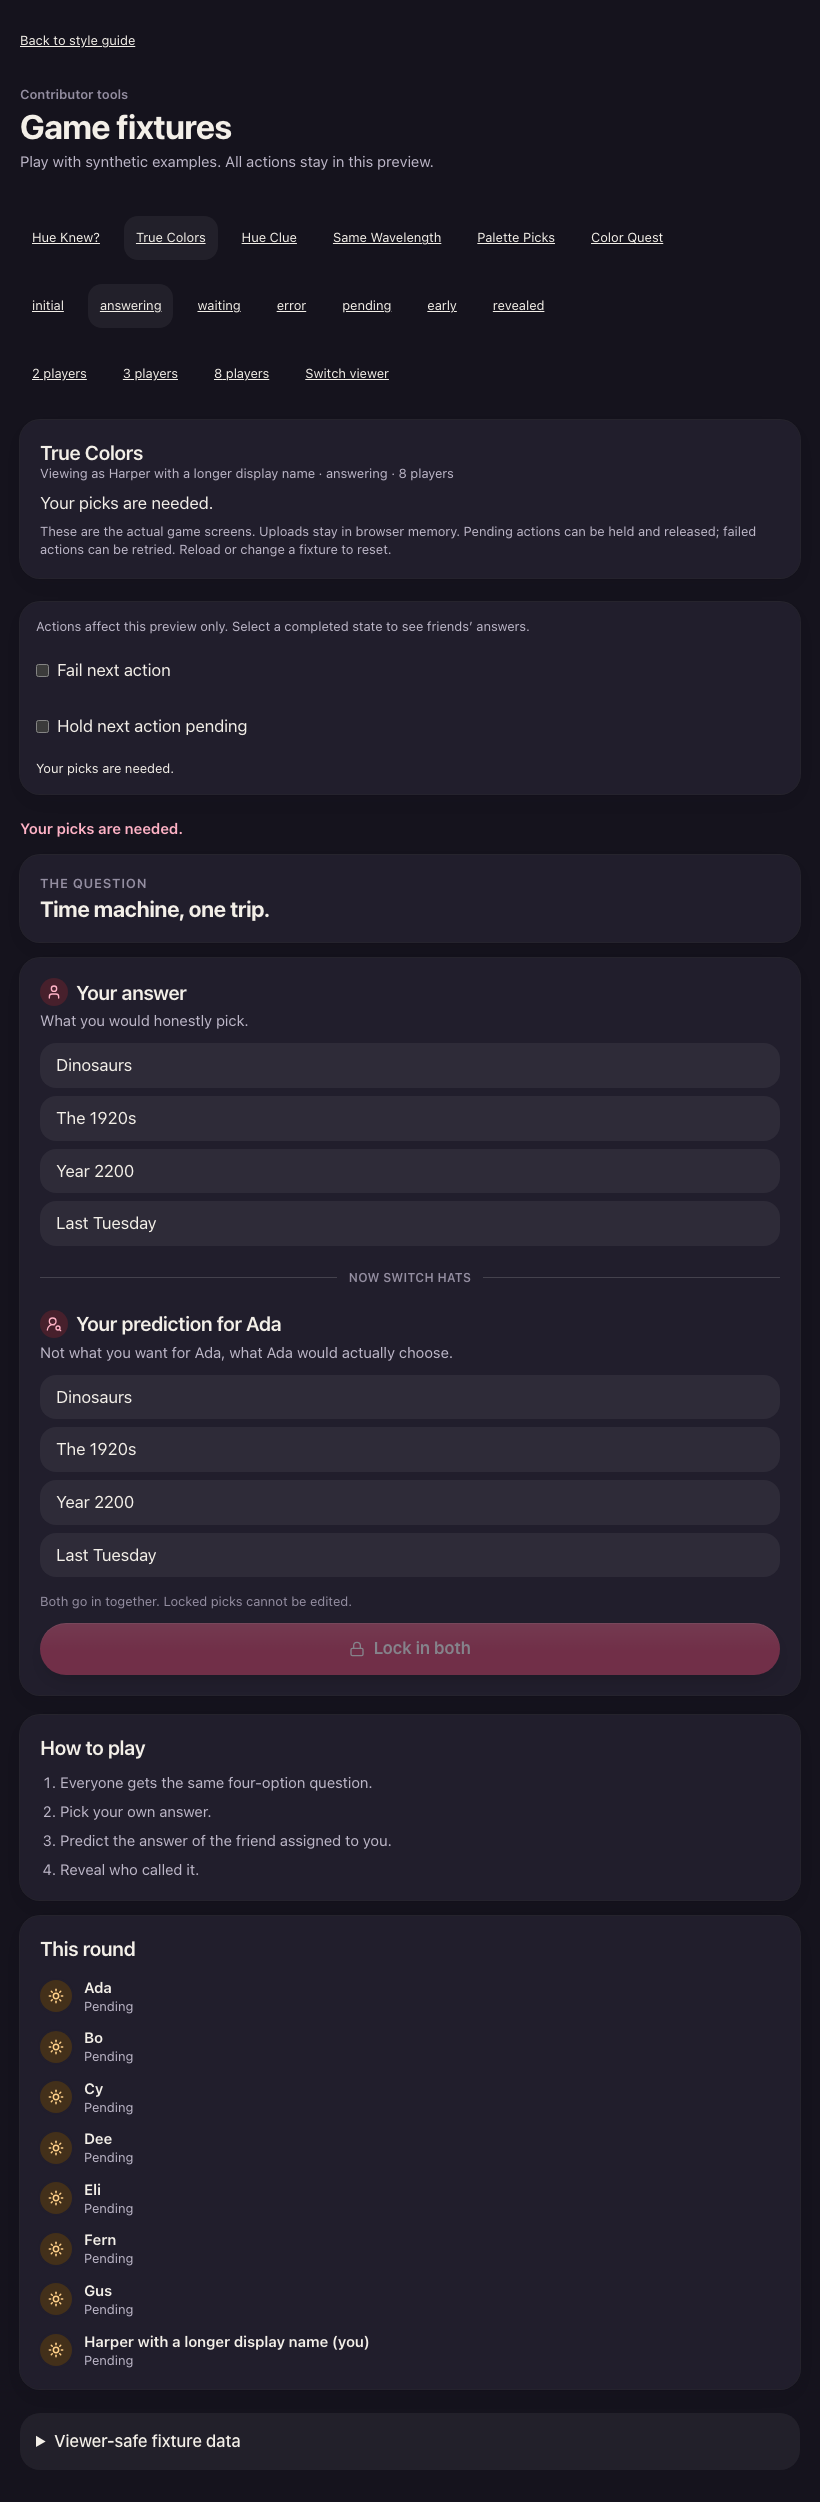 Back to style guide
Contributor tools
Game fixtures
Play with synthetic examples. All actions stay in this preview.
Hue Knew? True Colors Hue Clue Same Wavelength Palette Picks Color Quest
initial answering waiting error pending early revealed
2 players 3 players 8 players Switch viewer
True Colors
Viewing as Harper with a longer display name · answering · 8 players
Your picks are needed.
These are the actual game screens. Uploads stay in browser memory. Pending actions can be held and released; failed
actions can be retried. Reload or change a fixture to reset.
Actions affect this preview only. Select a completed state to see friends’ answers.
Fail next action
Hold next action pending
Your picks are needed.
Your picks are needed.
THE QUESTION
Time machine, one trip.
Your answer
What you would honestly pick.
Dinosaurs
The 1920s
Year 2200
Last Tuesday
NOW SWITCH HATS
Your prediction for Ada
Not what you want for Ada, what Ada would actually choose.
Dinosaurs
The 1920s
Year 2200
Last Tuesday
Both go in together. Locked picks cannot be edited.
Lock in both
How to play
1. Everyone gets the same four-option question.
2. Pick your own answer.
3. Predict the answer of the friend assigned to you.
4. Reveal who called it.
This round
Ada
Pending
Bo
Pending
Cy
Pending
Dee
Pending
Eli
Pending
Fern
Pending
Gus
Pending
Harper with a longer display name (you)
Pending
Viewer-safe fixture data